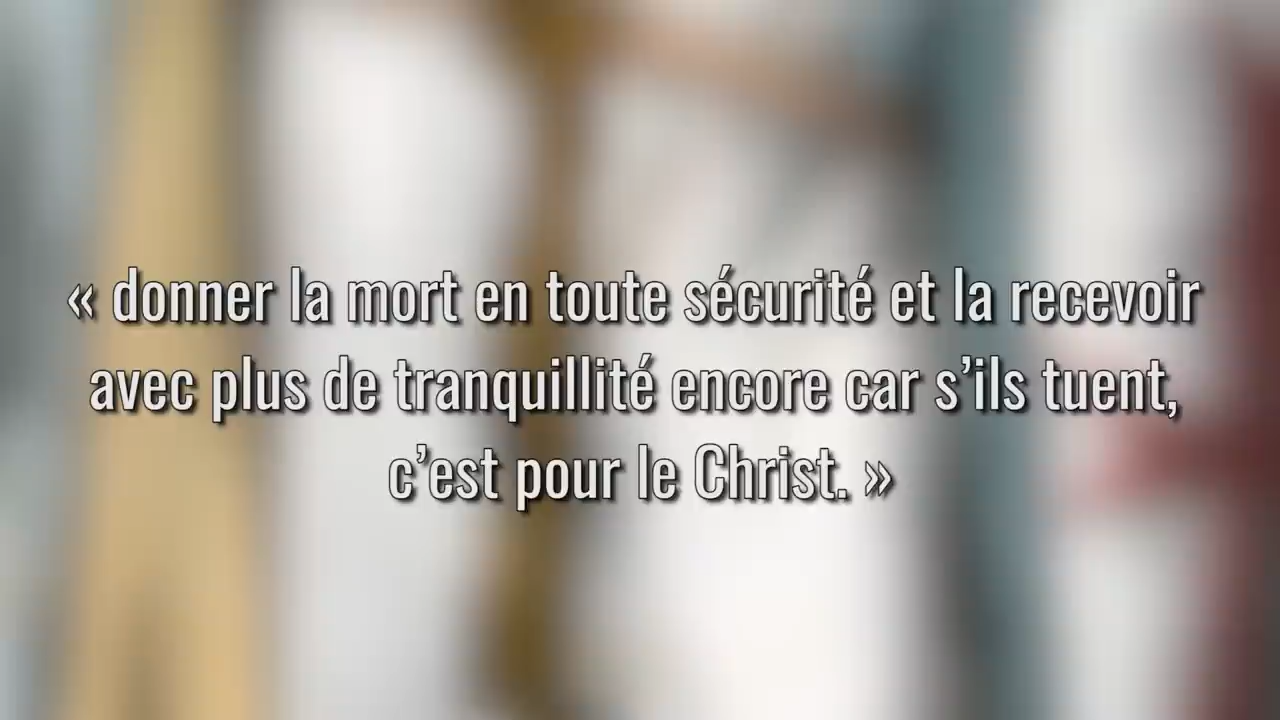 « donner la mort en toute sécurité et la recevoir
avec plus de tranquillité encore car s’ils tuent,
c’est pour le Christ. »